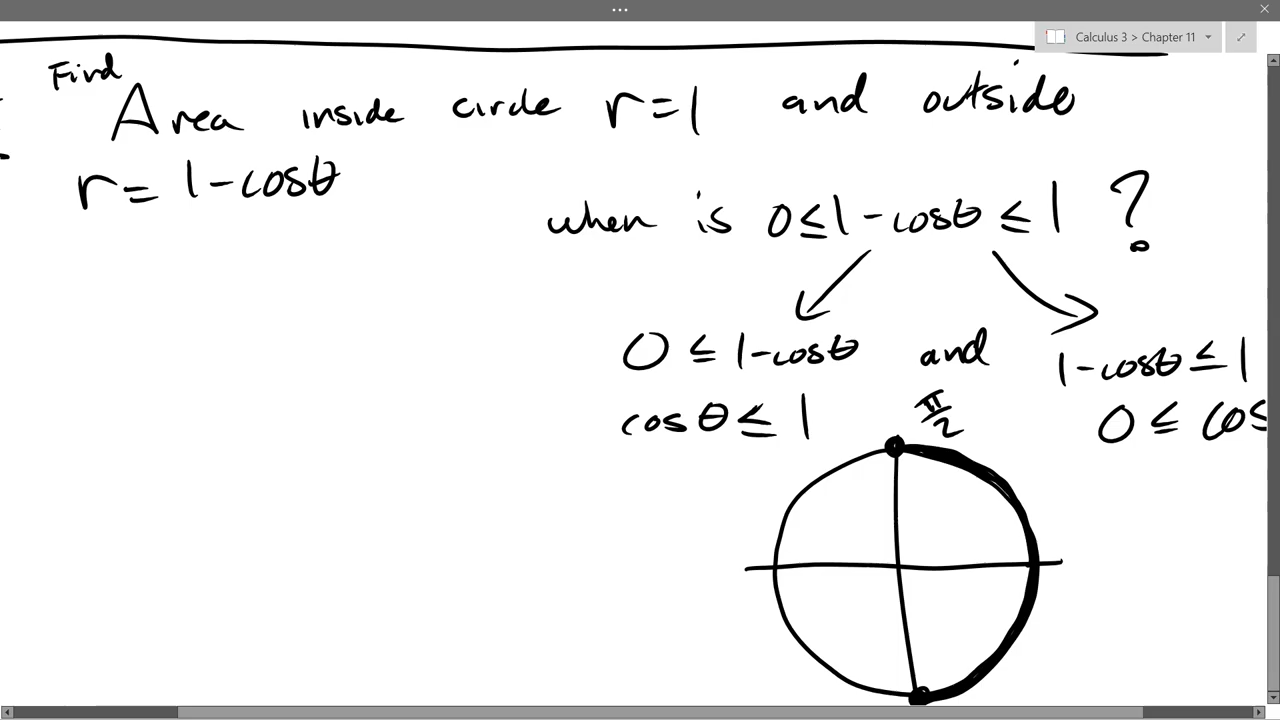 Calculus 3 > Chapter 11
Find Area inside circle r=1 and outside
r= 1-cosθ
when is 0≤1-cosθ≤1 ?
0≤1-cosθ and 1-cosθ≤1
cosθ≤1 π/2 0≤cos